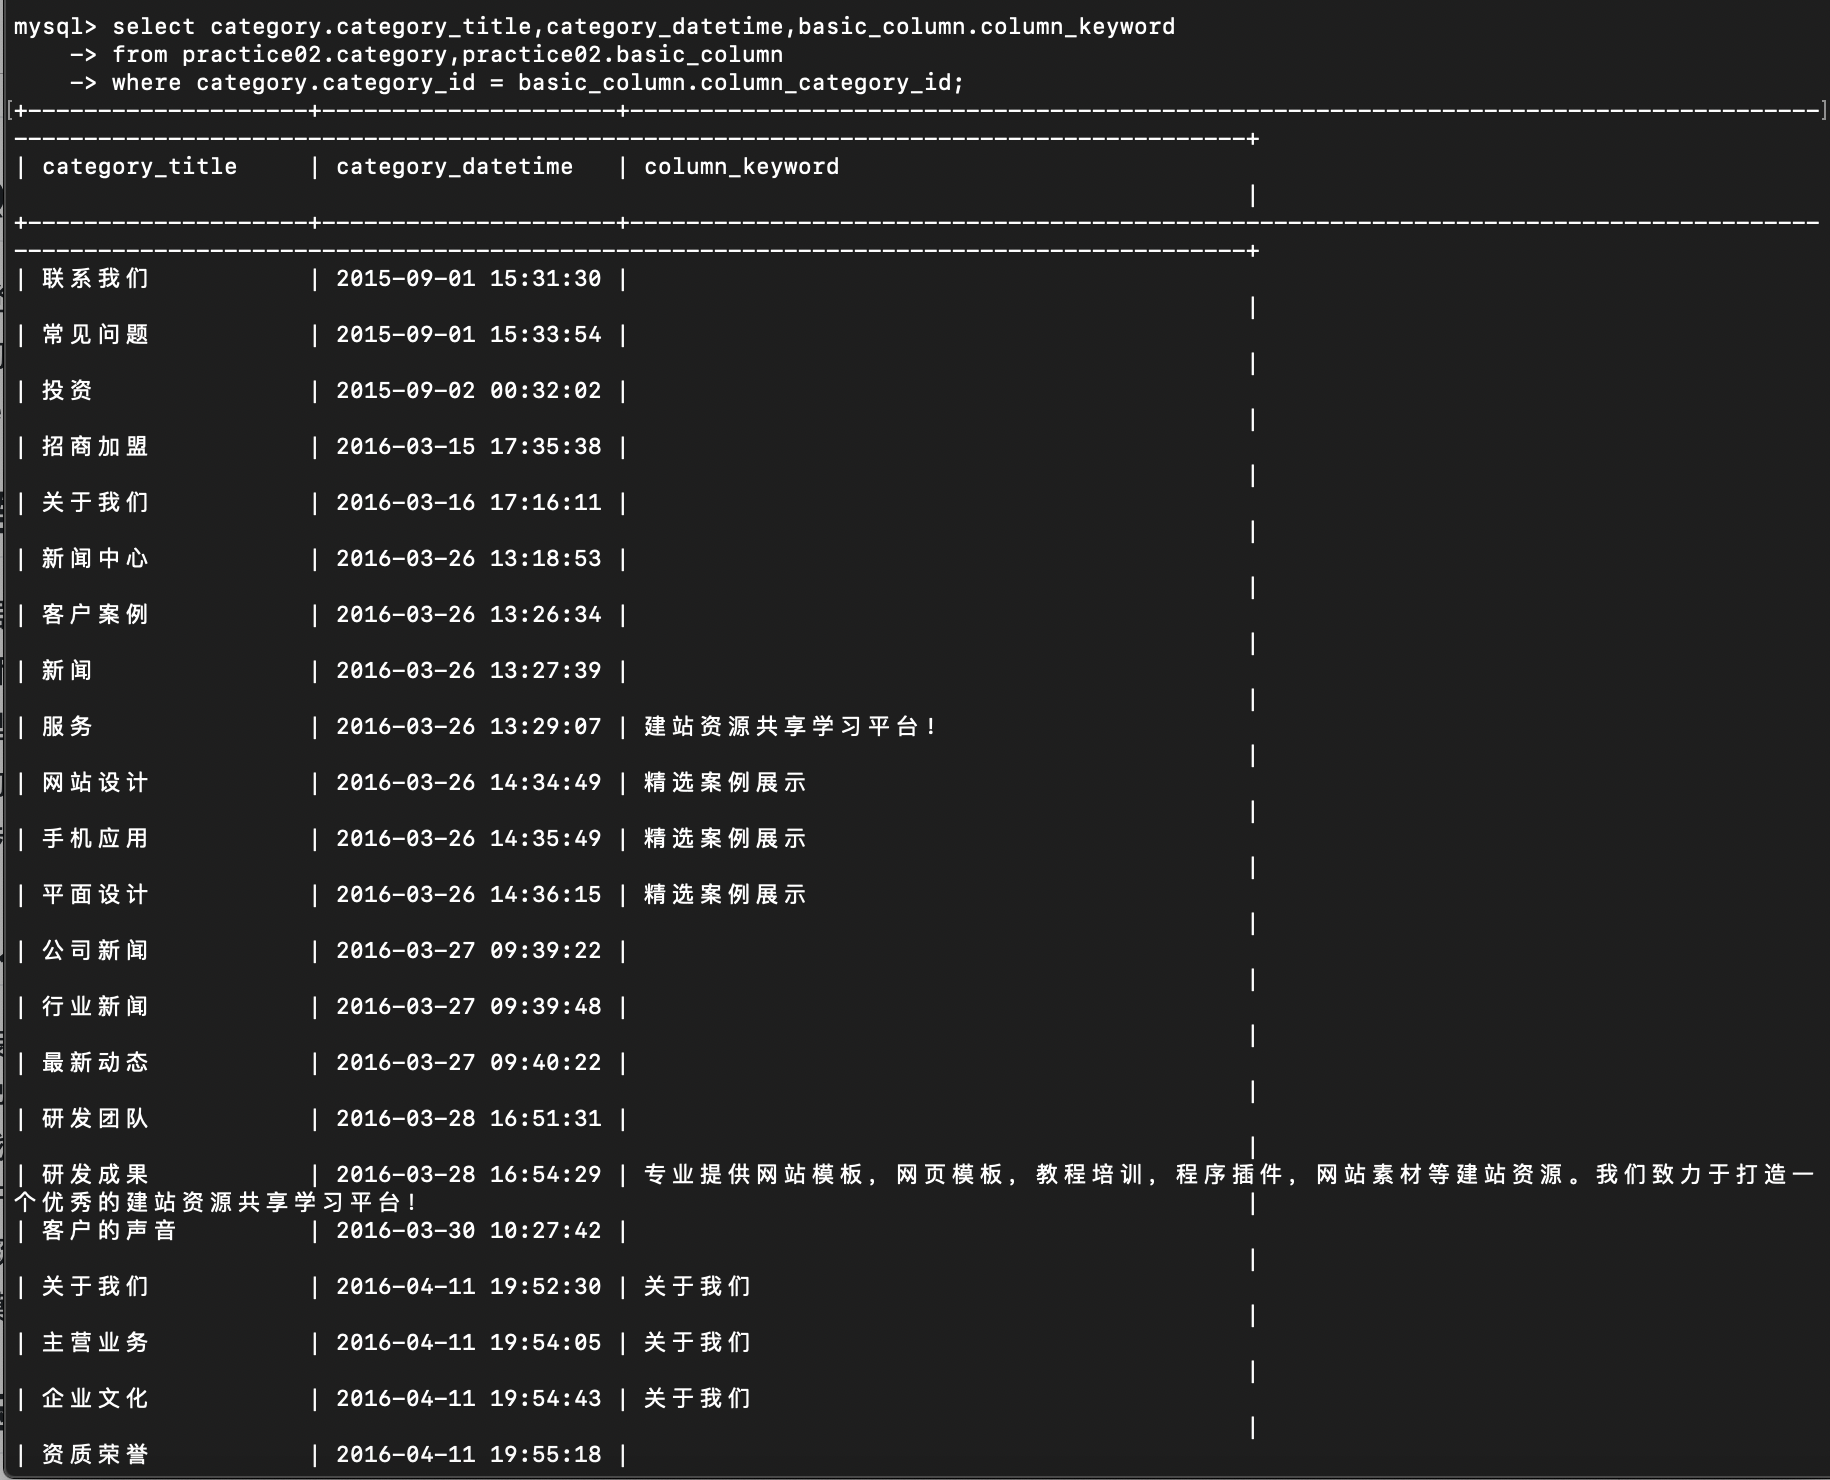 mysql> select category.category_title,category_datetime,basic_column.column_keyword
-> from practice02.category,practice02.basic_column
-> where category.category_id = basic_column.column_category_id;
| category_title | category_datetime | column_keyword |
| 联系我们 | 2015-09-01 15:31:30 | |
| 常见问题 | 2015-09-01 15:33:54 | |
| 投资 | 2015-09-02 00:32:02 | |
| 招商加盟 | 2016-03-15 17:35:38 | |
| 关于我们 | 2016-03-16 17:16:11 | |
| 新闻中心 | 2016-03-26 13:18:53 | |
| 客户案例 | 2016-03-26 13:26:34 | |
| 新闻 | 2016-03-26 13:27:39 | |
| 服务 | 2016-03-26 13:29:07 | 建站资源共享学习平台! |
| 网站设计 | 2016-03-26 14:34:49 | 精选案例展示 |
| 手机应用 | 2016-03-26 14:35:49 | 精选案例展示 |
| 平面设计 | 2016-03-26 14:36:15 | 精选案例展示 |
| 公司新闻 | 2016-03-27 09:39:22 | |
| 行业新闻 | 2016-03-27 09:39:48 | |
| 最新动态 | 2016-03-27 09:40:22 | |
| 研发团队 | 2016-03-28 16:51:31 | |
| 研发成果 | 2016-03-28 16:54:29 | 专业提供网站模板,网页模板,教程培训,程序插件,网站素材等建站资源。我们致力于打造一
个优秀的建站资源共享学习平台! |
| 客户的声音 | 2016-03-30 10:27:42 | |
| 关于我们 | 2016-04-11 19:52:30 | 关于我们 |
| 主营业务 | 2016-04-11 19:54:05 | 关于我们 |
| 企业文化 | 2016-04-11 19:54:43 | 关于我们 |
| 资质荣誉 | 2016-04-11 19:55:18 |